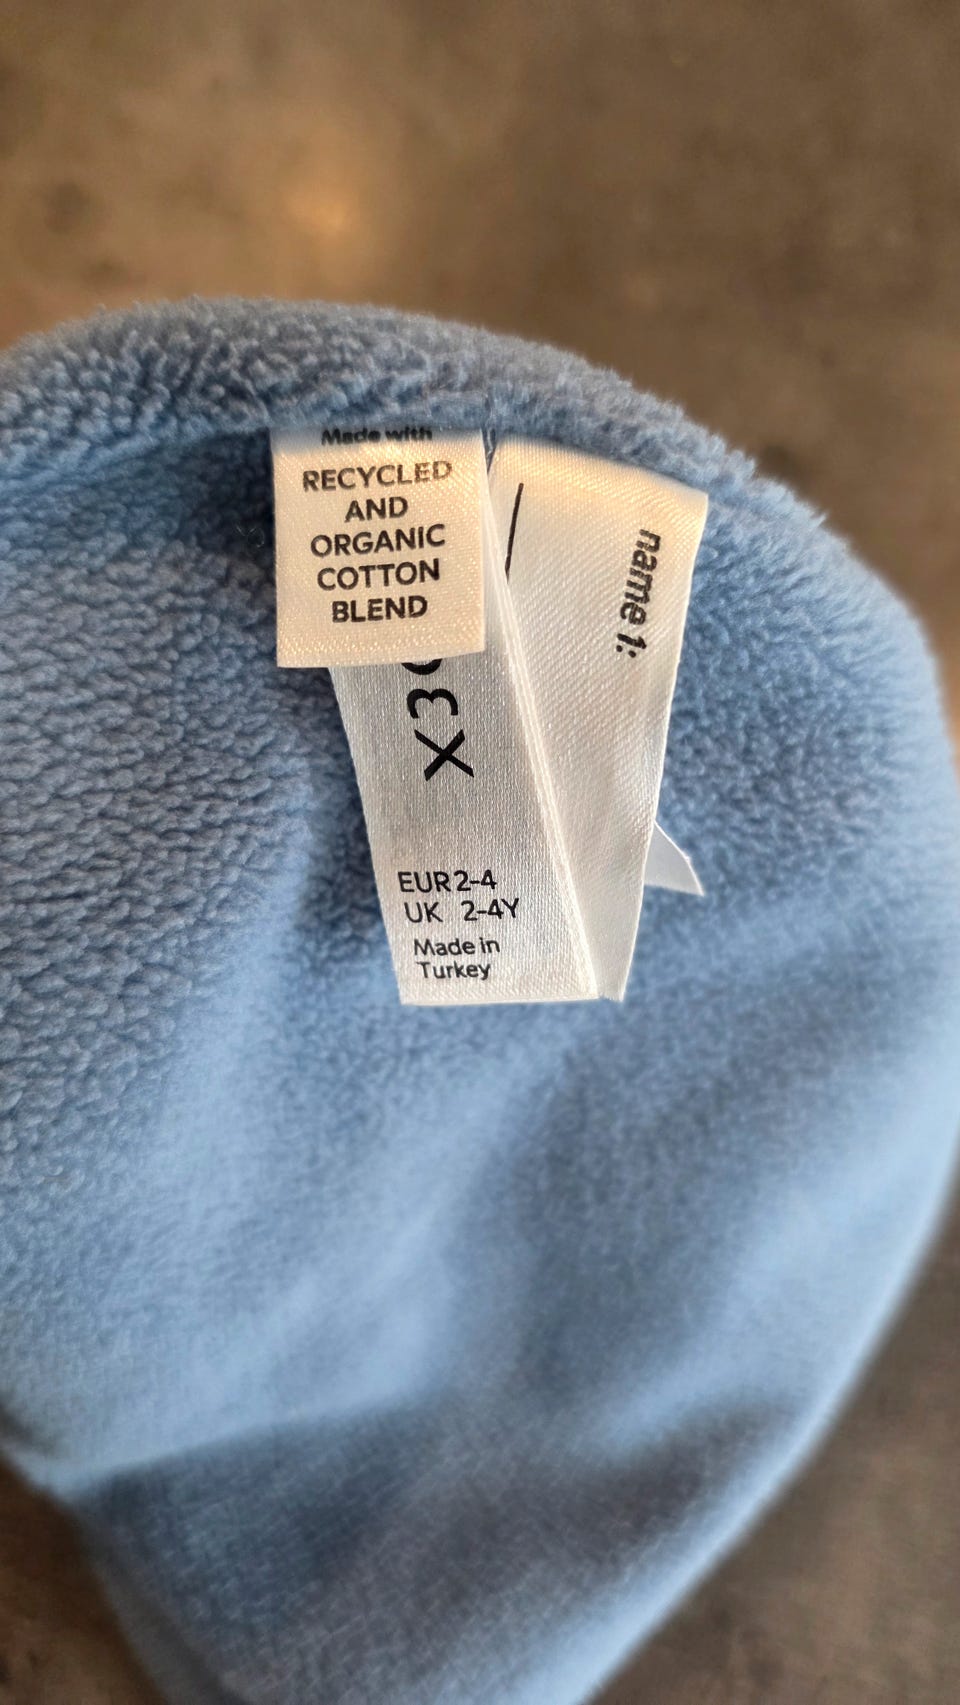 Made with
RECYCLED
AND
ORGANIC
COTTON
BLEND
EUR 2-4
UK 2-4Y
Made in
Turkey
name 1: